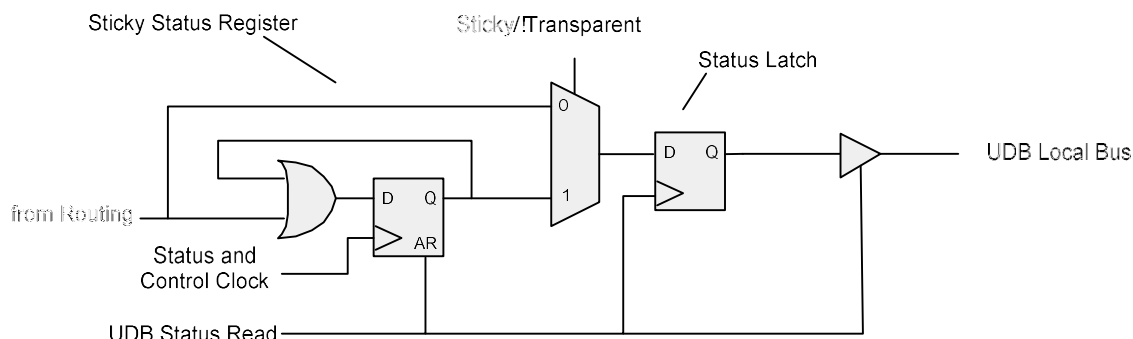 Sticky Status Register
Sticky/!Transparent
Status Latch
0
D Q
UDB Local Bus
D Q
1
from Routing
AR
Status and
Control Clock
UDB Status Read